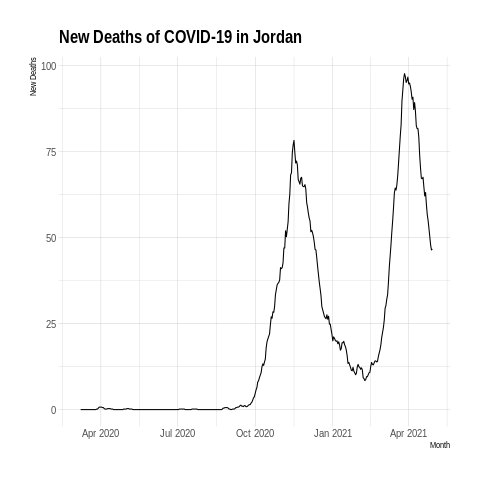 New Deaths of COVID-19 in Jordan
New Deaths
100
75
50
25
0
Apr 2020 Jul 2020 Oct 2020 Jan 2021 Apr 2021
Month